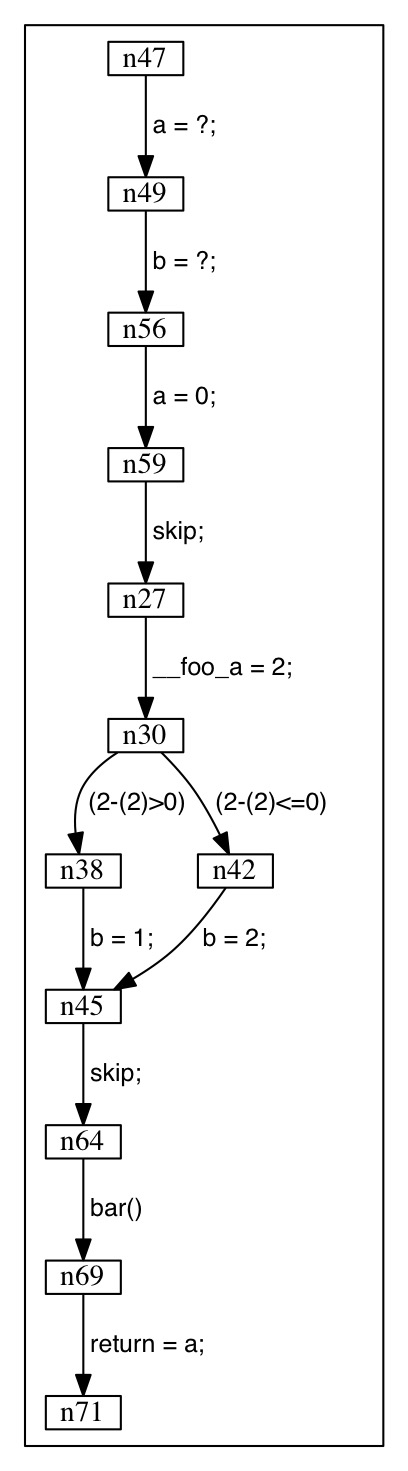 n47
a = ?;
n49
b = ?;
n56
a = 0;
n59
skip;
n27
__foo_a = 2;
n30
(2-(2)>0) (2-(2)<=0)
n38 n42
b = 1; b = 2;
n45
skip;
n64
bar()
n69
return = a;
n71